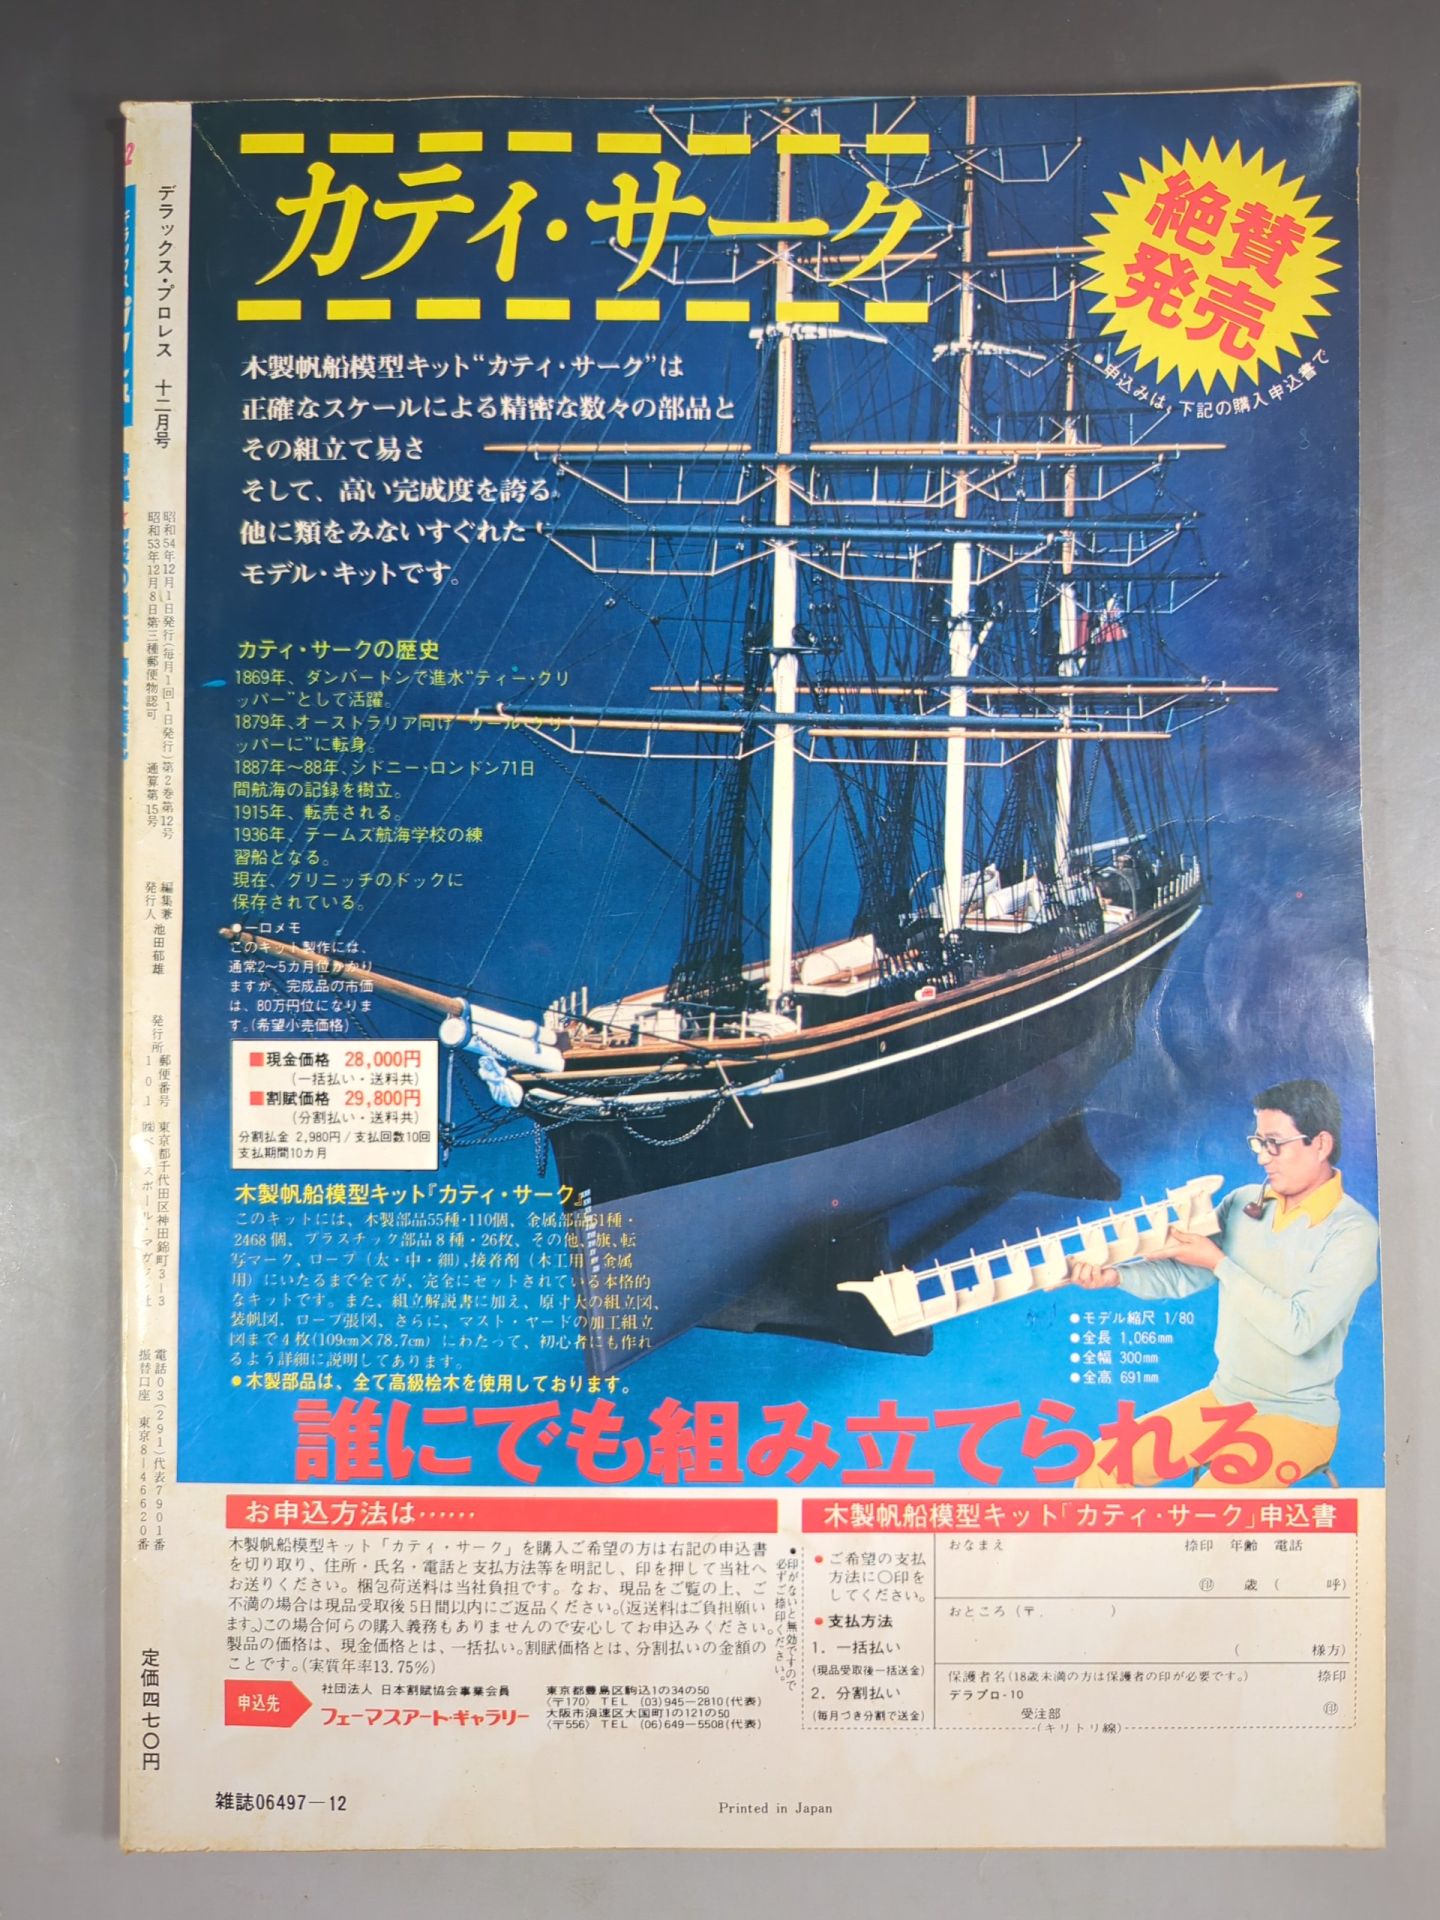 カティ・サーク
絶賛
発売
●申込みは、下記の購入申込書で
木製帆船模型キット“カティ・サーク”は
正確なスケールによる精密な数々の部品と
その組立て易さ
そして、高い完成度を誇る
他に類をみないすぐれた
モデル・キットです。
カティ・サークの歴史
1869年、ダンバートンで進水“ティー・クリ
ッパー”として活躍。
1879年、オーストラリア向け“ウール・クリ
ッパーに”に転身。
1887年〜88年、シドニー・ロンドン71日
間航海の記録を樹立。
1915年、転売される。
1936年、テームズ航海学校の練
習船となる。
現在、グリニッチのドックに
保存されている。
●一口メモ
このキット製作には、
通常2〜5カ月位かかり
ますが、完成品の市価
は、80万円位になりま
す。(希望小売価格)
■現金価格 28,000円
(一括払い・送料共)
■割賦価格 29,800円
(分割払い・送料共)
分割払金 2,980円/支払回数10回
支払期間10カ月
木製帆船模型キット『カティ・サーク』
このキットには、木製部品55種・110個、金属部品61種・
2468個、プラスチック部品8種・26枚、その他、旗、転
写マーク、ロープ(太・中・細)、接着剤(木工用・金属
用)にいたるまで全てが、完全にセットされている本格的
なキットです。また、組立解説書に加え、原寸大の組立図、
装帆図、ロープ張図、さらに、マスト・ヤードの加工組立
図まで4枚(109cm×78.7cm)にわたって、初心者にも作れ
るよう詳細に説明してあります。
●木製部品は、全て高級桧木を使用しております。
●モデル縮尺 1/80
●全長 1,066mm
●全幅 300mm
●全高 691mm
誰にでも組み立てられる。
お申込方法は……
木製帆船模型キット「カティ・サーク」を購入ご希望の方は右記の申込書
を切り取り、住所・氏名・電話と支払方法等を明記し、印を押して当社へ
お送りください。梱包荷送料は当社負担です。なお、現品をご覧の上、ご
不満の場合は現品受取後5日間以内にご返品ください。(返送料はご負担願い
ます。)この場合何らの購入義務もありませんので安心してお申込みください。
製品の価格は、現金価格とは、一括払い。割賦価格とは、分割払いの金額の
ことです。(実質年率13.75%)
申込先
社団法人 日本割賦協会事業会員
フェーマスアート・ギャラリー
東京都豊島区駒込1の34の50
(〒170) TEL (03)945—2810(代表)
大阪市浪速区大国町1の121の50
(〒556) TEL (06)649—5508(代表)
●印がないと無効ですので
必ずご捺印ください。
木製帆船模型キット「カティ・サーク」申込書
●ご希望の支払
方法に○印を
してください。
●支払方法
1. 一括払い
(現品受取後一括送金)
2. 分割払い
(毎月づき分割で送金)
おなまえ 捺印 年齢 電話
㊞ 歳 ( 呼)
おところ (〒. )
( 様方)
保護者名(18歳未満の方は保護者の印が必要です。) 捺印
デラプロ-10
受注部 ㊞
(キリトリ線)
雑誌06497—12
Printed in Japan
デラックス・プロレス 十二月号
昭和54年12月1日発行(毎月1回1日発行)第2巻第12号
昭和53年12月8日第三種郵便物認可 通算第15号
編集兼
発行人 池田郁雄
発行所 郵便番号101 東京都千代田区神田錦町3—3
㈱ベースボール・マガジン社
電話03(291)代表7901番
振替口座 東京8—46620番
定価四七〇円
デラックス